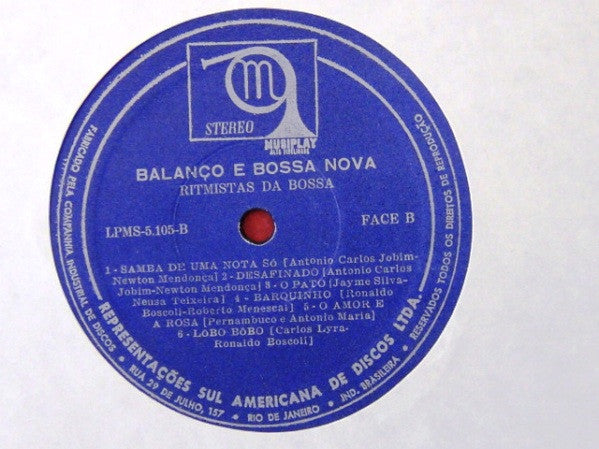 m
STEREO
MUSIPLAY
ALTA FIDELIDADE
BALANÇO E BOSSA NOVA
RITMISTAS DA BOSSA
LPMS-5.105-B
FACE B
1 - SAMBA DE UMA NOTA SÓ [Antonio Carlos Jobim-
Newton Mendonça] 2 - DESAFINADO [Antonio Carlos
Jobim-Newton Mendonça] 3 - O PATO [Jayme Silva-
Neusa Teixeira] 4 - BARQUINHO [Ronaldo
Boscoli-Roberto Menescal] 5 - O AMOR E
A ROSA [Pernambuco e Antonio Maria]
6 - LÔBO BÔBO [Carlos Lyra-
Ronaldo Boscoli]
FABRICADO PELA COMPANHIA INDUSTRIAL DE DISCOS.
REPRESENTAÇÕES SUL AMERICANA DE DISCOS LTDA.
RUA 29 DE JULHO, 157 • RIO DE JANEIRO • IND. BRASILEIRA • RESERVADOS TODOS OS DIREITOS DE REPRODUÇÃO